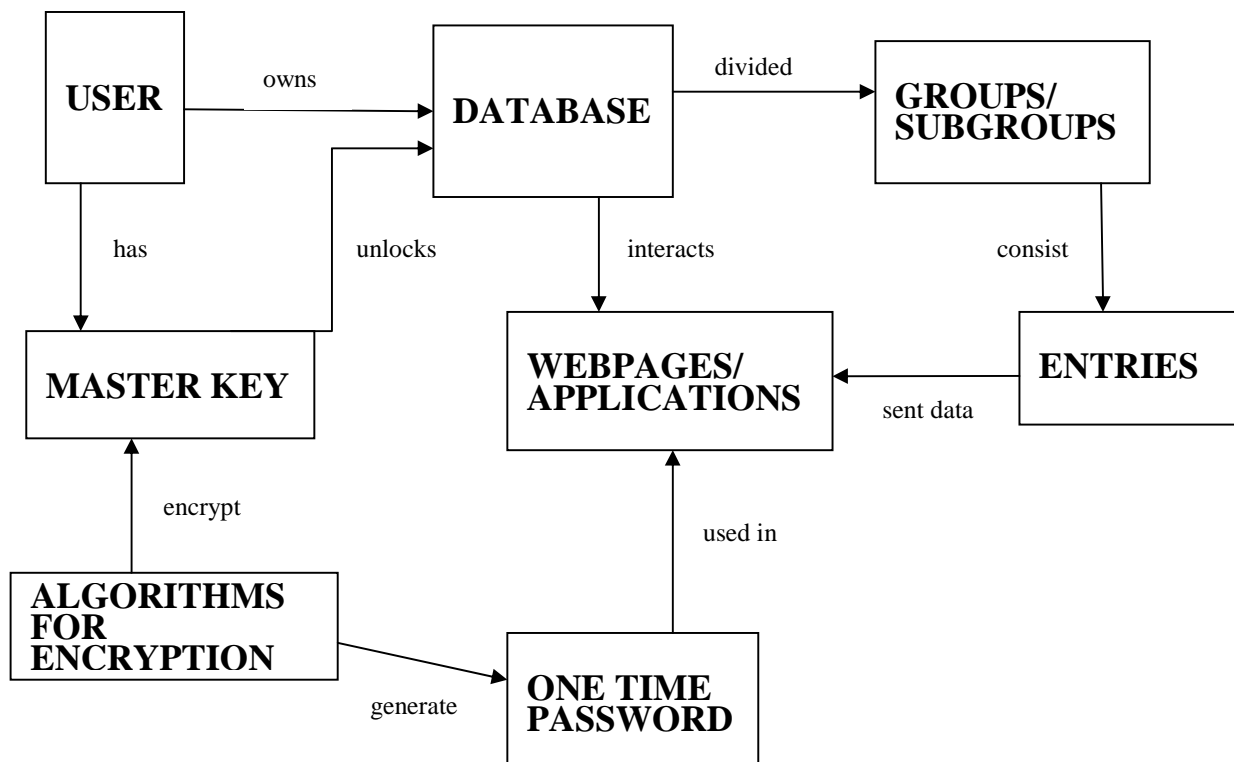 USER
owns
DATABASE
divided
GROUPS/
SUBGROUPS
has
unlocks
interacts
consist
MASTER KEY
WEBPAGES/
APPLICATIONS
ENTRIES
sent data
encrypt
used in
ALGORITHMS
FOR
ENCRYPTION
generate
ONE TIME
PASSWORD